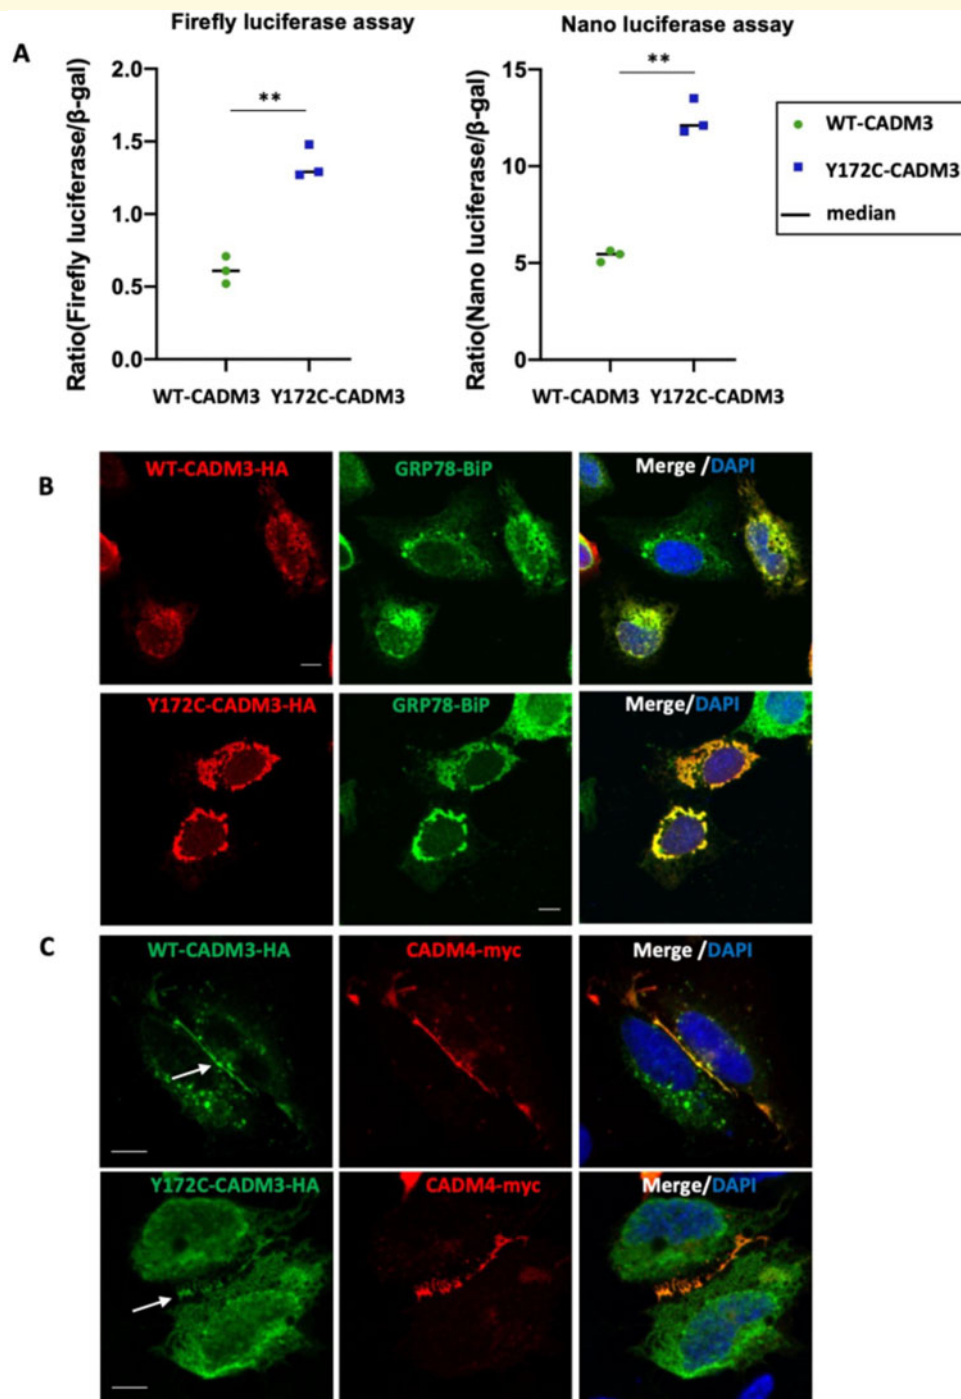 Firefly luciferase assay
Nano luciferase assay
A
Ratio(Firefly luciferase/β-gal)
2.0
1.5
1.0
0.5
0.0
**
WT-CADM3 Y172C-CADM3
Ratio(Nano luciferase/β-gal)
15
10
5
0
**
WT-CADM3 Y172C-CADM3
WT-CADM3
Y172C-CADM3
median
B
WT-CADM3-HA
GRP78-BiP
Merge /DAPI
Y172C-CADM3-HA
GRP78-BiP
Merge/DAPI
C
WT-CADM3-HA
CADM4-myc
Merge /DAPI
Y172C-CADM3-HA
CADM4-myc
Merge/DAPI